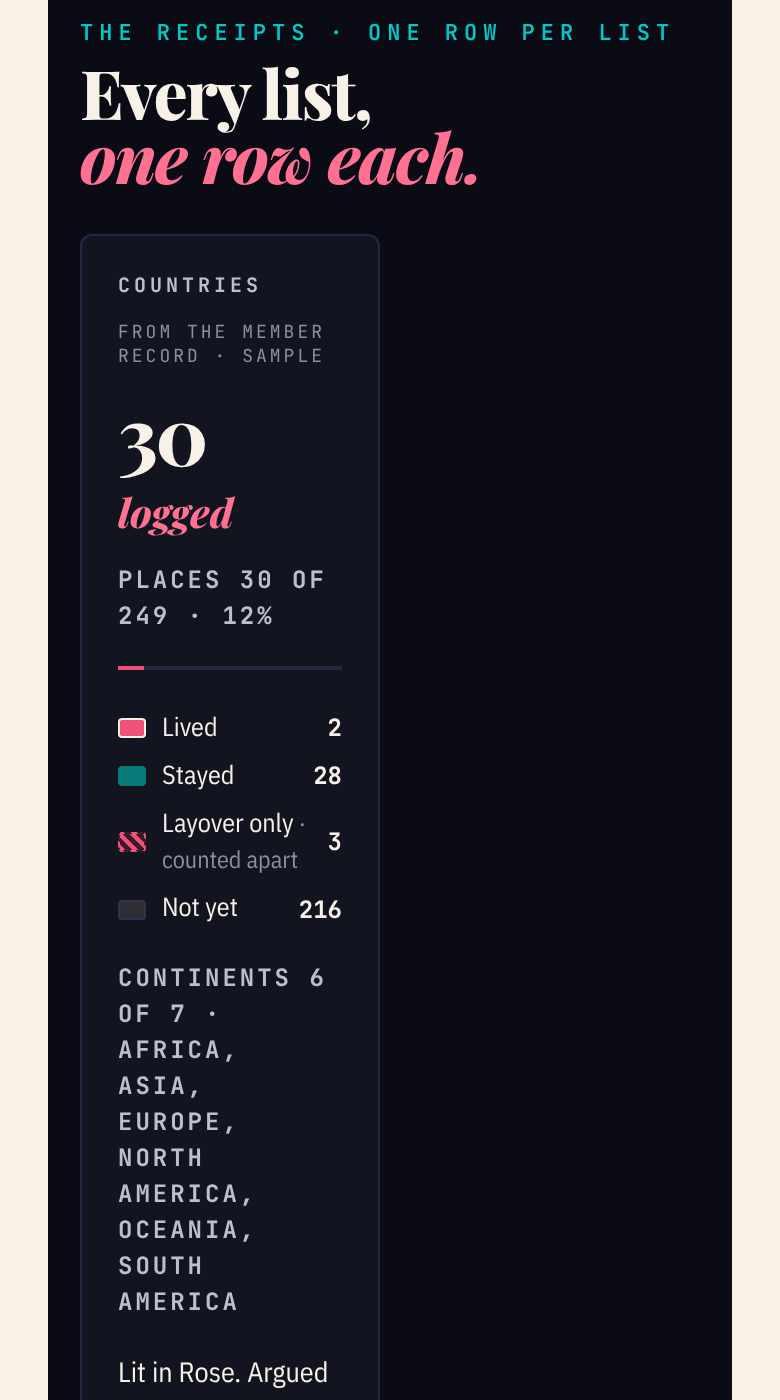 THE RECEIPTS · ONE ROW PER LIST
Every list,
one row each.
COUNTRIES
FROM THE MEMBER
RECORD · SAMPLE
30
logged
PLACES 30 OF
249 · 12%
Lived 2
Stayed 28
Layover only · 3
counted apart
Not yet 216
CONTINENTS 6
OF 7 ·
AFRICA,
ASIA,
EUROPE,
NORTH
AMERICA,
OCEANIA,
SOUTH
AMERICA
Lit in Rose. Argued